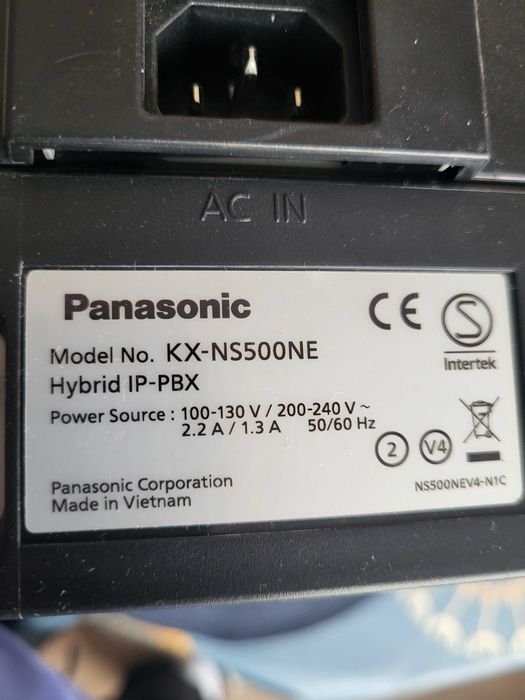 AC IN
Panasonic
CE
S
Intertek
Model No. KX-NS500NE
Hybrid IP-PBX
Power Source : 100-130 V / 200-240 V ~
2.2 A / 1.3 A 50/60 Hz
2 V4
Panasonic Corporation
Made in Vietnam
NS500NEV4-N1C